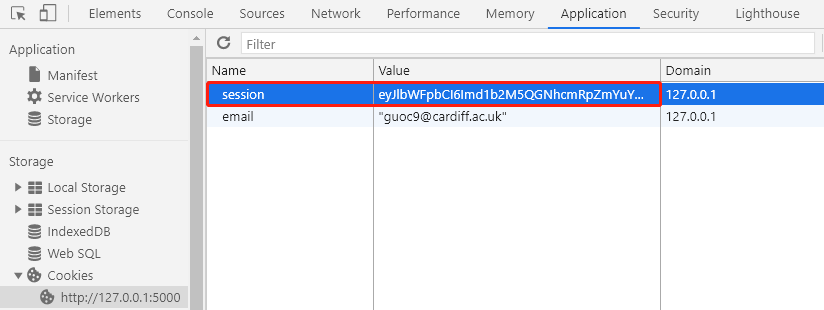 Elements Console Sources Network Performance Memory Application Security Lighthouse
Application
Manifest
Service Workers
Storage
Storage
Local Storage
Session Storage
IndexedDB
Web SQL
Cookies
http://127.0.0.1:5000
Filter
Name Value Domain
session eyJlbWFpbCI6Imd1b2M5QGNhcmRpZmYuY... 127.0.0.1
email "guoc9@cardiff.ac.uk" 127.0.0.1